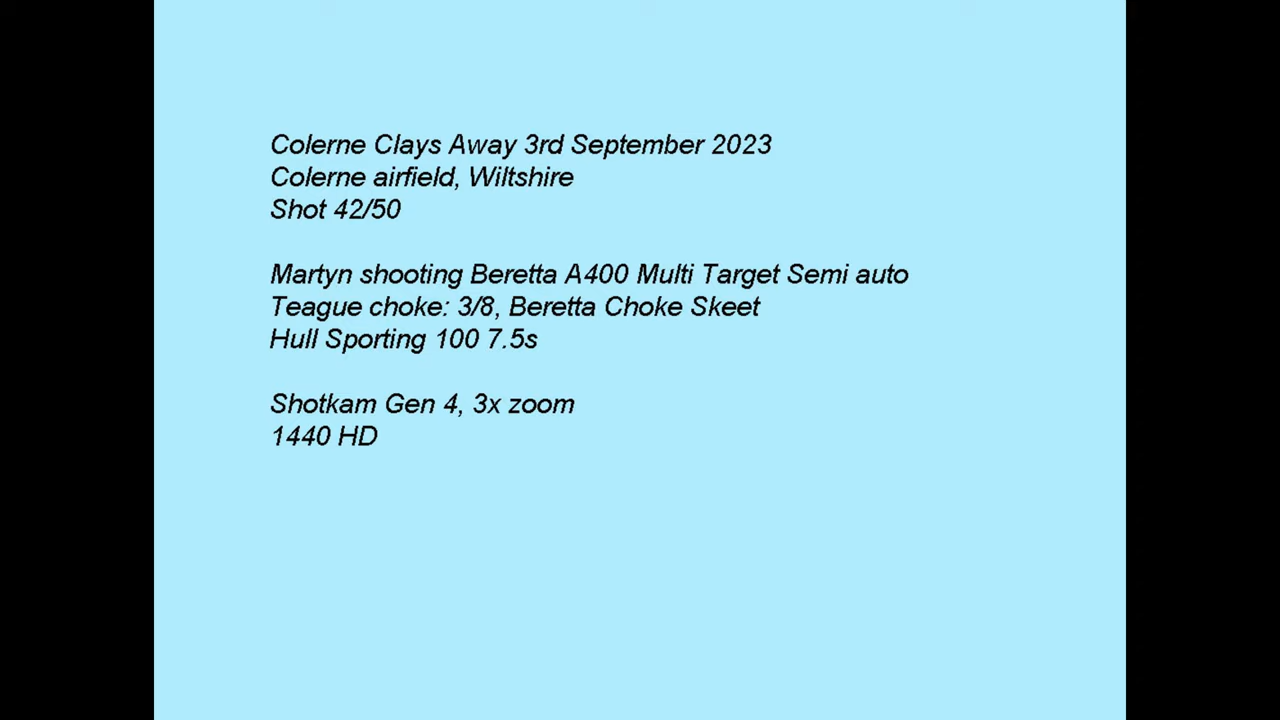 Colerne Clays Away 3rd September 2023
Colerne airfield, Wiltshire
Shot 42/50
Martyn shooting Beretta A400 Multi Target Semi auto
Teague choke: 3/8, Beretta Choke Skeet
Hull Sporting 100 7.5s
Shotkam Gen 4, 3x zoom
1440 HD